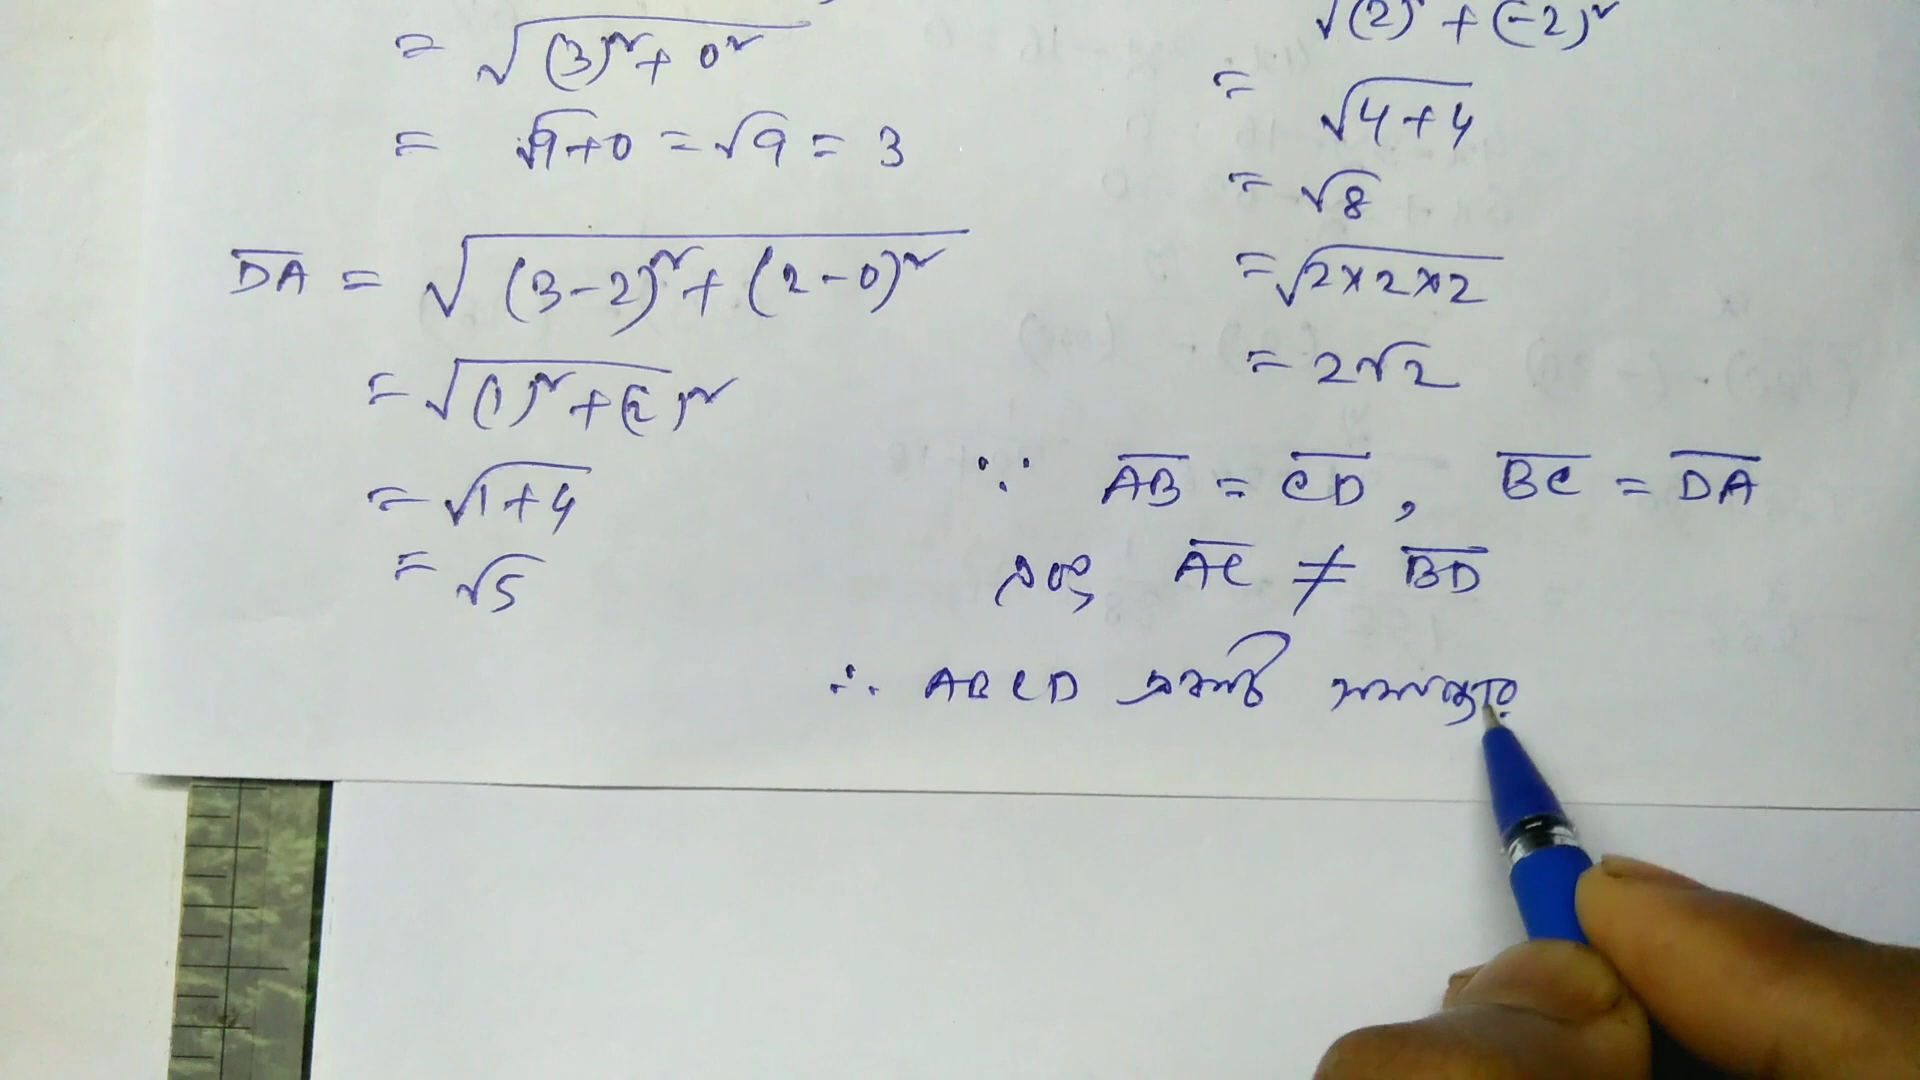 = √(3)² + 0²
= √9+0 = √9 = 3
DA = √(3-2)² + (2-0)²
= √(1)² + (2)²
= √1+4
= √5
√(2)² + (-2)²
= √4+4
= √8
= √2×2×2
= 2√2
∵ AB = CD, BC = DA
এবং AC ≠ BD
∴ ABCD একটি সামান্তরি